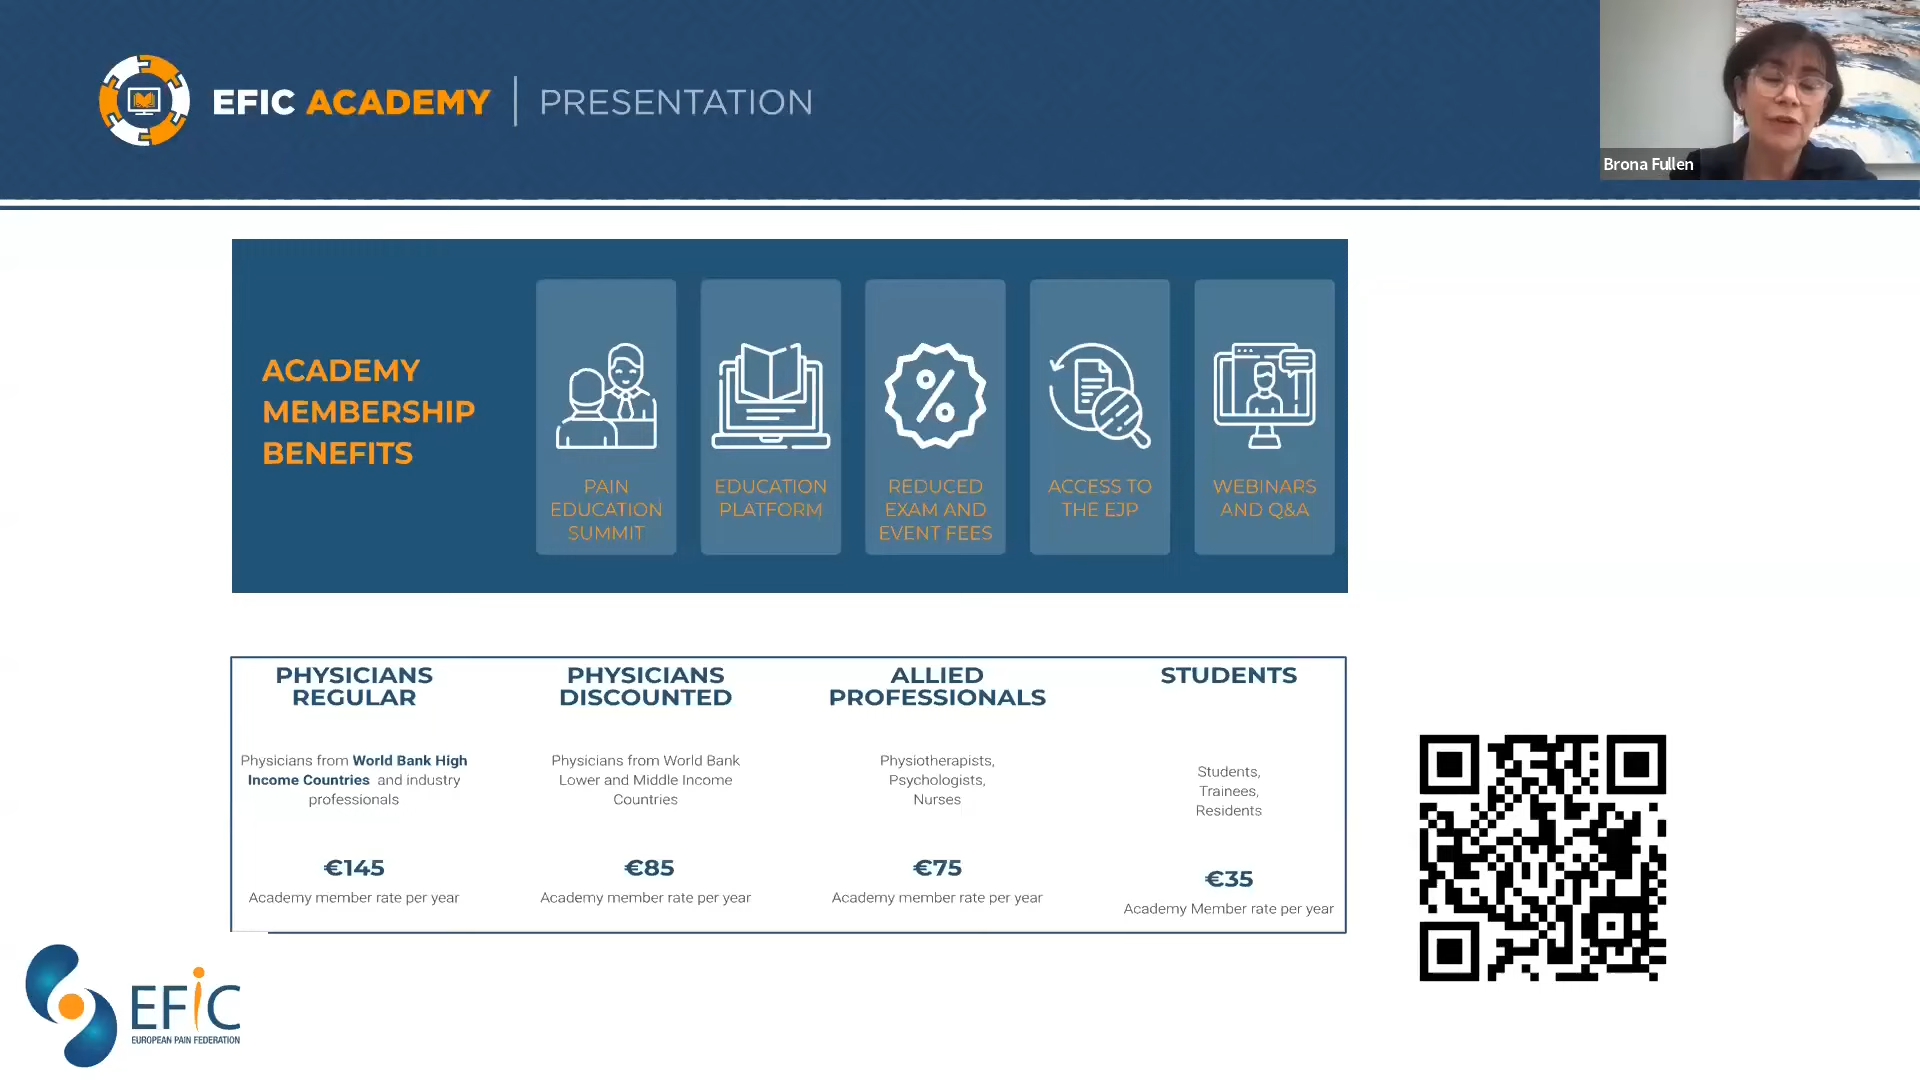 EFIC ACADEMY | PRESENTATION
Brona Fullen
ACADEMY
MEMBERSHIP
BENEFITS
PAIN
EDUCATION
SUMMIT
EDUCATION
PLATFORM
REDUCED
EXAM AND
EVENT FEES
ACCESS TO
THE EJP
WEBINARS
AND Q&A
PHYSICIANS
REGULAR
Physicians from World Bank High
Income Countries and industry
professionals
€145
Academy member rate per year
PHYSICIANS
DISCOUNTED
Physicians from World Bank
Lower and Middle Income
Countries
€85
Academy member rate per year
ALLIED
PROFESSIONALS
Physiotherapists,
Psychologists,
Nurses
€75
Academy member rate per year
STUDENTS
Students,
Trainees,
Residents
€35
Academy Member rate per year
EFiC
EUROPEAN PAIN FEDERATION